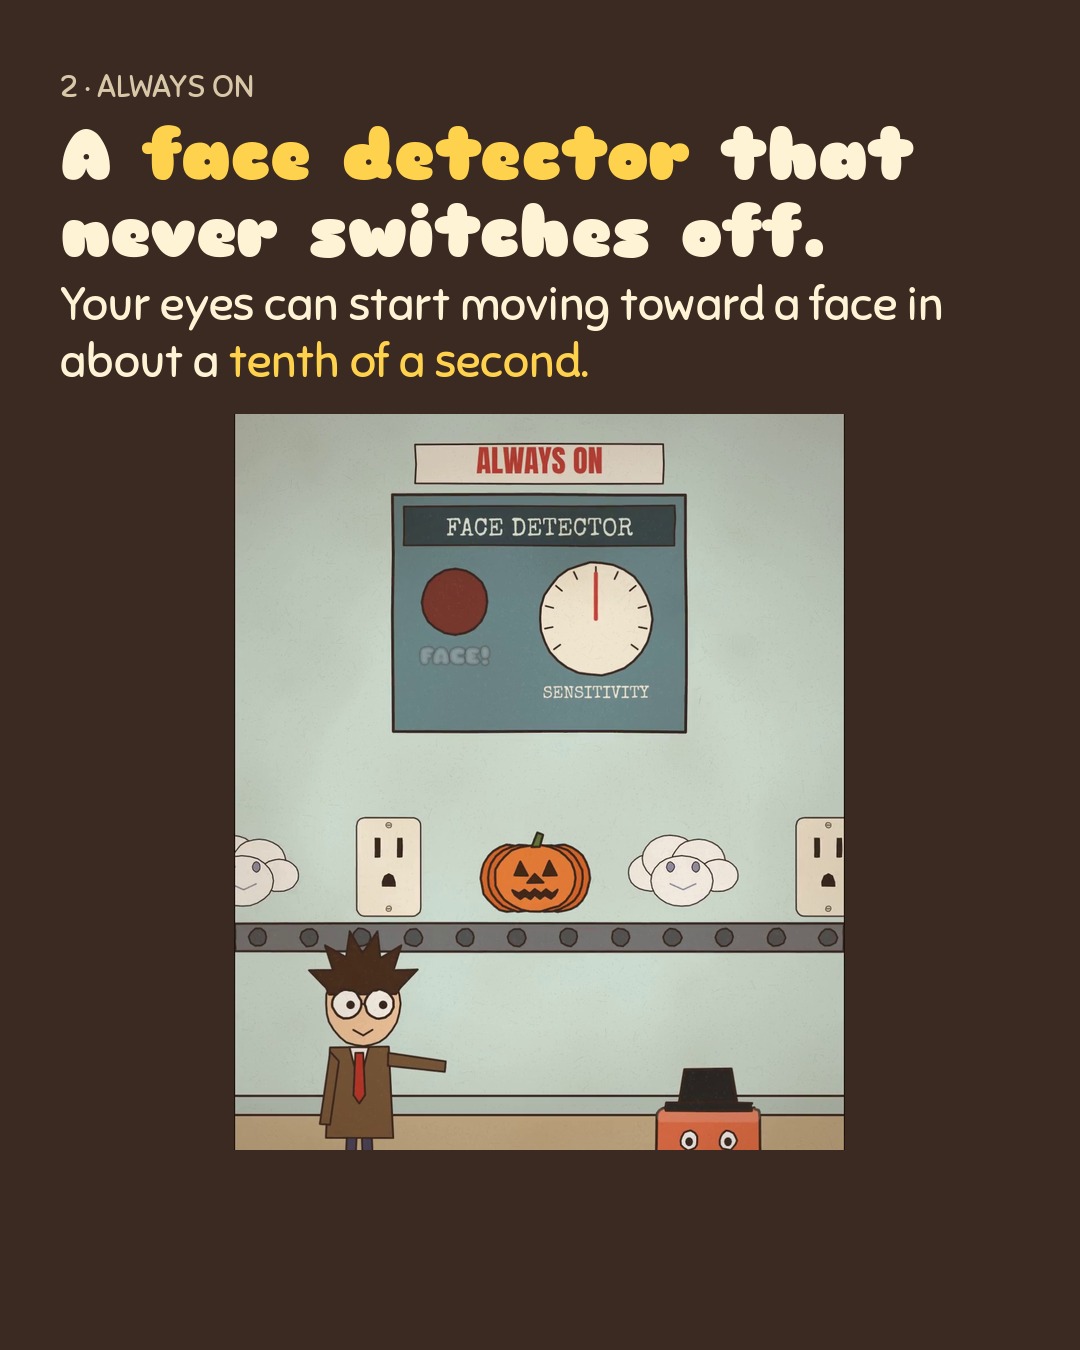 2 · ALWAYS ON
A face detector that
never switches off.
Your eyes can start moving toward a face in
about a tenth of a second.
ALWAYS ON
FACE DETECTOR
FACE!
SENSITIVITY